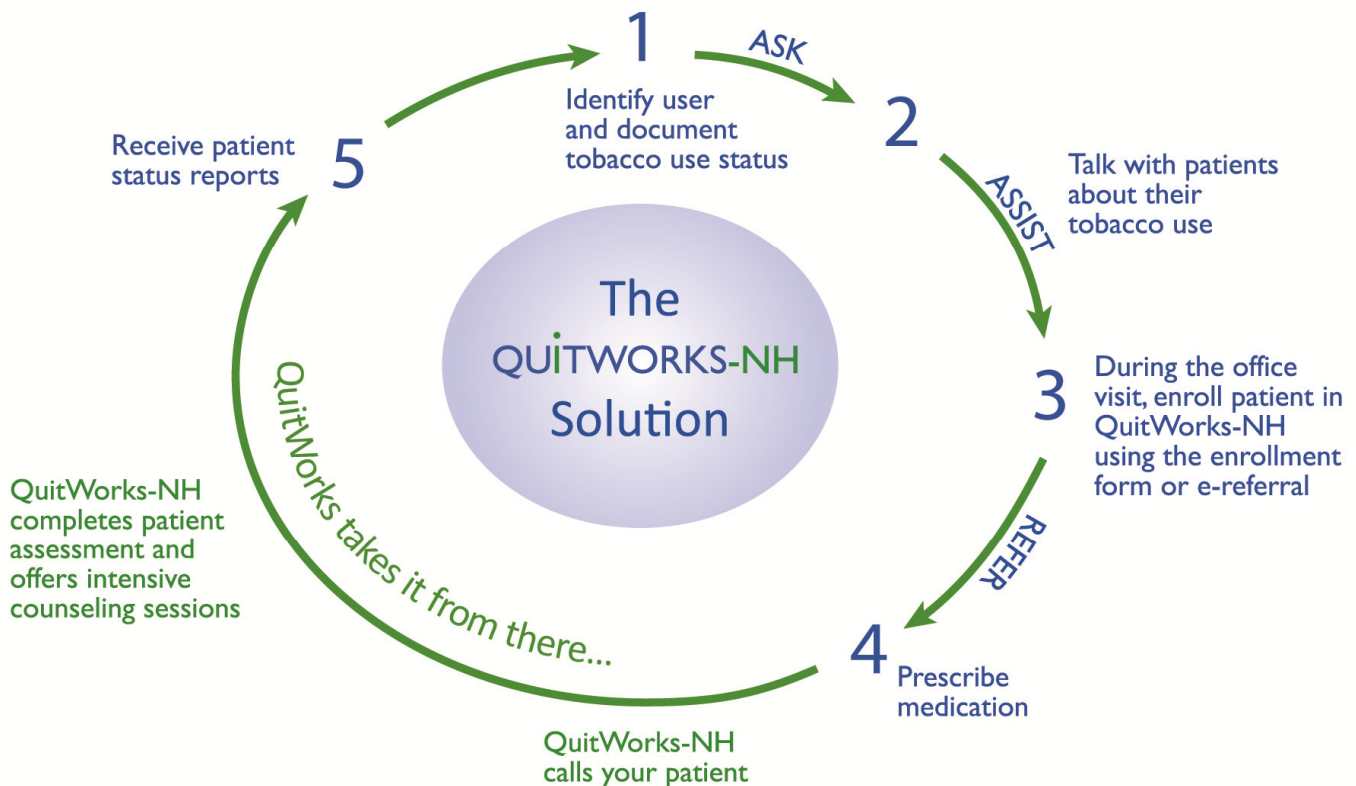 1
Identify user
and document
tobacco use status
ASK
2
Talk with patients
about their
tobacco use
ASSIST
3
During the office
visit, enroll patient in
QuitWorks-NH
using the enrollment
form or e-referral
REFER
4
Prescribe
medication
QuitWorks takes it from there...
QuitWorks-NH
calls your patient
QuitWorks-NH
completes patient
assessment and
offers intensive
counseling sessions
5
Receive patient
status reports
The
QUiTWORKS-NH
Solution